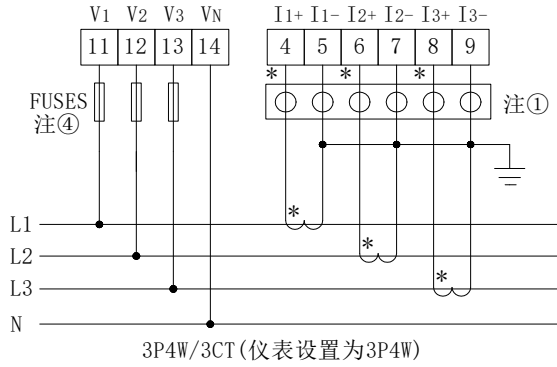 V1 V2 V3 VN I1+ I1- I2+ I2- I3+ I3-
11 12 13 14 4 5 6 7 8 9
* * *
FUSES
注④
注①
L1 *
L2 *
L3 *
N
3P4W/3CT(仪表设置为3P4W)